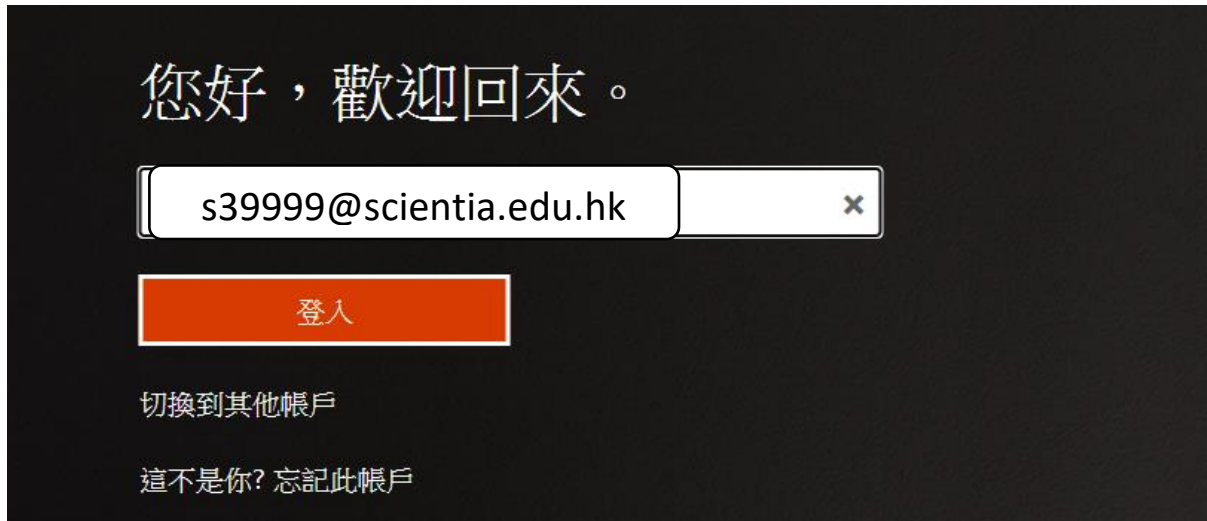 您好，歡迎回來。
s39999@scientia.edu.hk
登入
切換到其他帳戶
這不是你? 忘記此帳戶